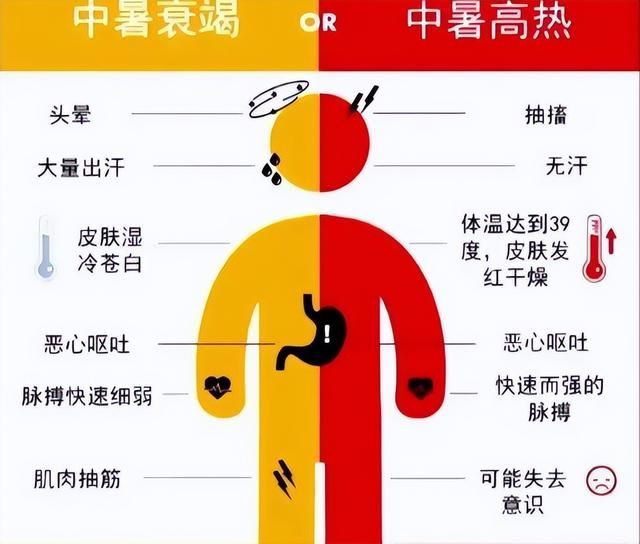 中暑衰竭 OR 中暑高热
头晕
抽搐
大量出汗
无汗
皮肤湿
冷苍白
体温达到39
度，皮肤发
红干燥
恶心呕吐
!
恶心呕吐
脉搏快速细弱
快速而强的
脉搏
肌肉抽筋
可能失去
意识